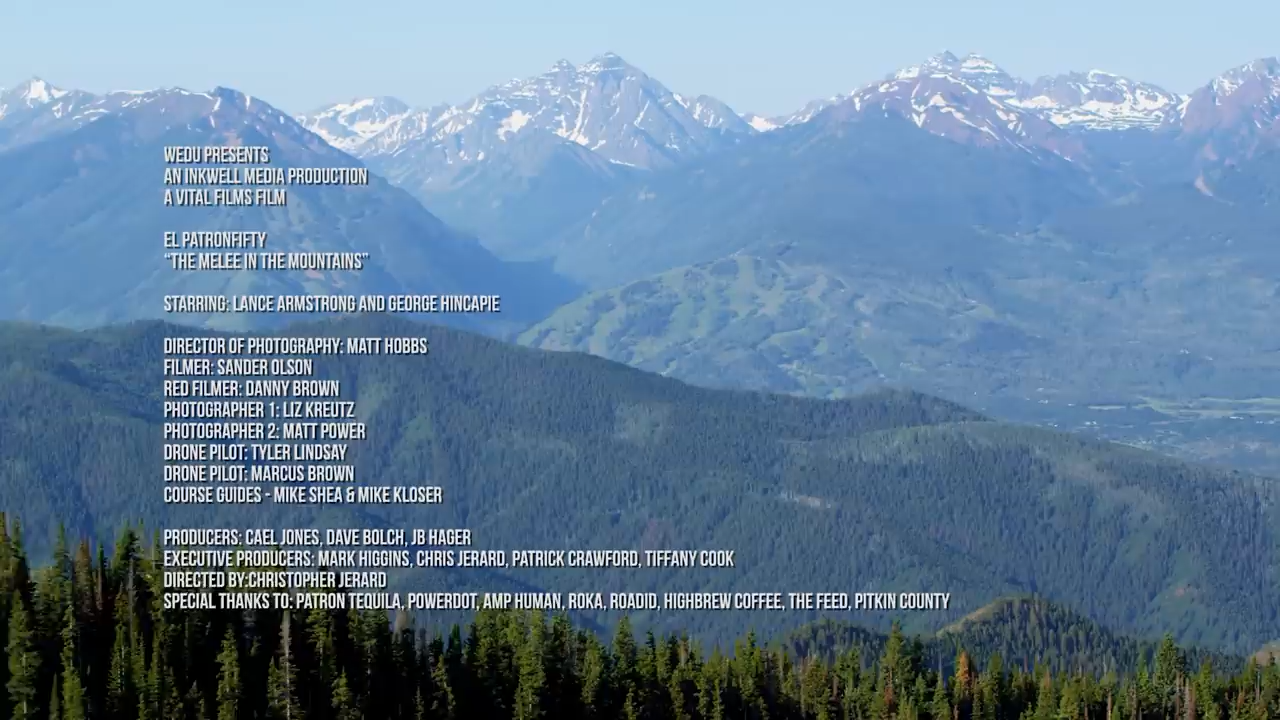 WEDU PRESENTS
AN INKWELL MEDIA PRODUCTION
A VITAL FILMS FILM
EL PATRONFIFTY
“THE MELEE IN THE MOUNTAINS”
STARRING: LANCE ARMSTRONG AND GEORGE HINCAPIE
DIRECTOR OF PHOTOGRAPHY: MATT HOBBS
FILMER: SANDER OLSON
RED FILMER: DANNY BROWN
PHOTOGRAPHER 1: LIZ KREUTZ
PHOTOGRAPHER 2: MATT POWER
DRONE PILOT: TYLER LINDSAY
DRONE PILOT: MARCUS BROWN
COURSE GUIDES - MIKE SHEA & MIKE KLOSER
PRODUCERS: CAEL JONES, DAVE BOLCH, JB HAGER
EXECUTIVE PRODUCERS: MARK HIGGINS, CHRIS JERARD, PATRICK CRAWFORD, TIFFANY COOK
DIRECTED BY:CHRISTOPHER JERARD
SPECIAL THANKS TO: PATRON TEQUILA, POWERDOT, AMP HUMAN, ROKA, ROADID, HIGHBREW COFFEE, THE FEED, PITKIN COUNTY